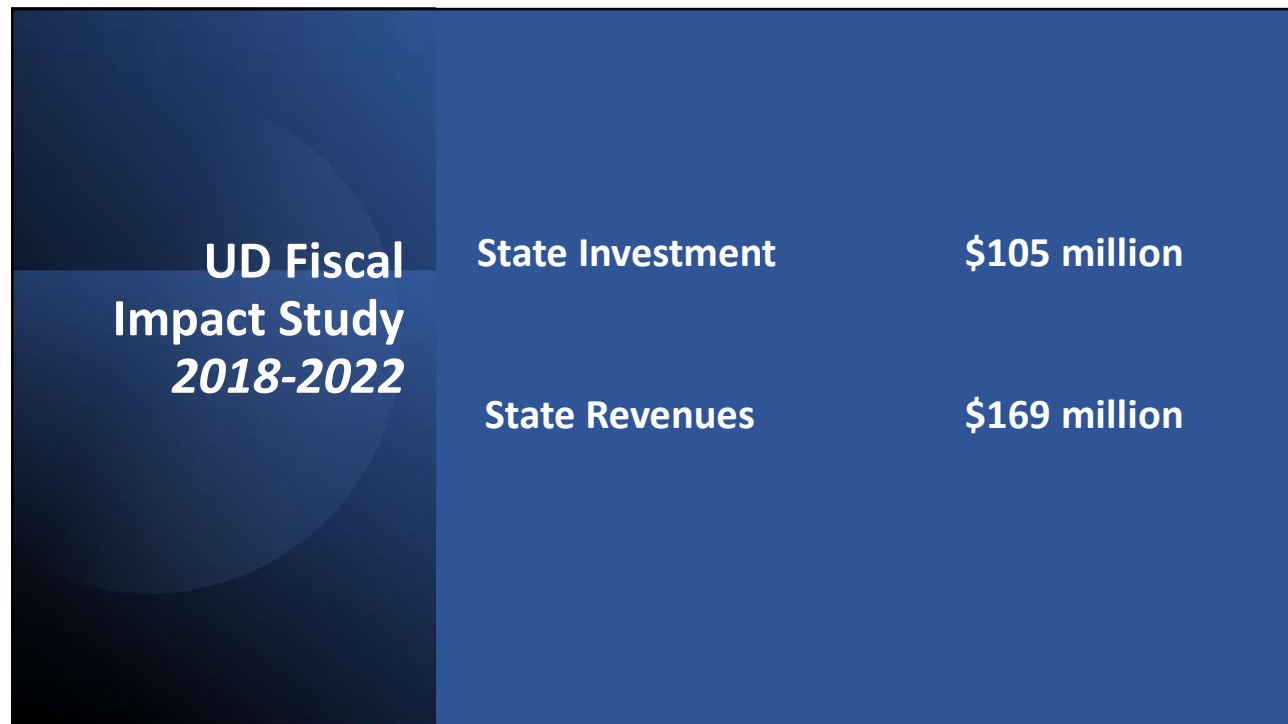 UD Fiscal
Impact Study
2018-2022
State Investment $105 million
State Revenues $169 million